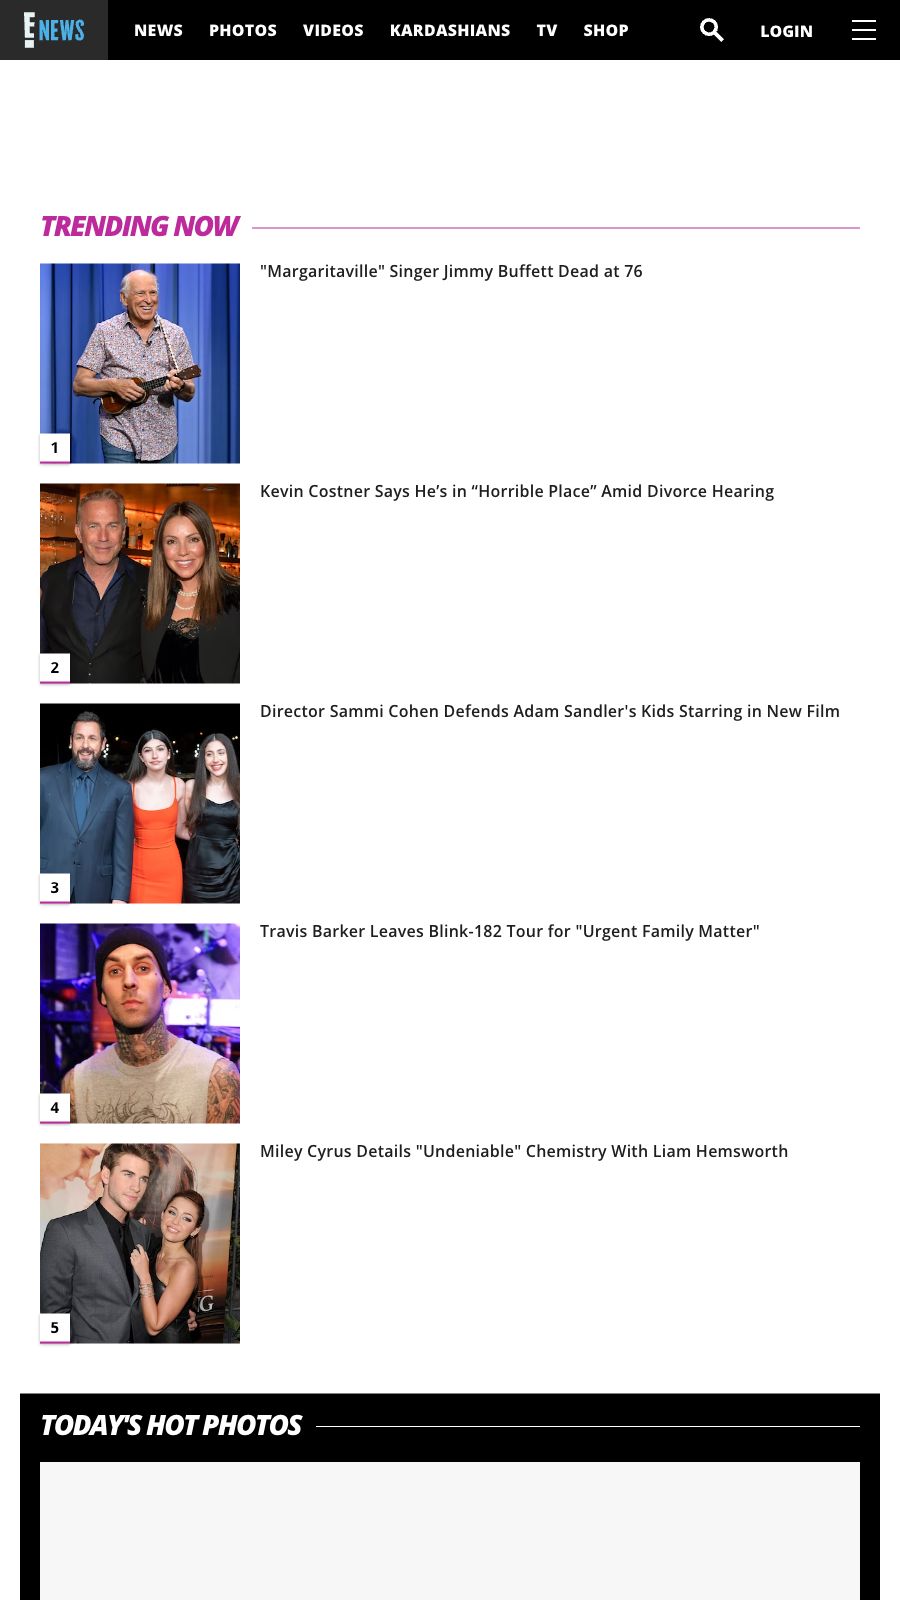 E! NEWS
NEWS PHOTOS VIDEOS KARDASHIANS TV SHOP LOGIN
TRENDING NOW
"Margaritaville" Singer Jimmy Buffett Dead at 76
1
Kevin Costner Says He’s in “Horrible Place” Amid Divorce Hearing
2
Director Sammi Cohen Defends Adam Sandler's Kids Starring in New Film
3
Travis Barker Leaves Blink-182 Tour for "Urgent Family Matter"
4
Miley Cyrus Details "Undeniable" Chemistry With Liam Hemsworth
G
5
TODAY'S HOT PHOTOS